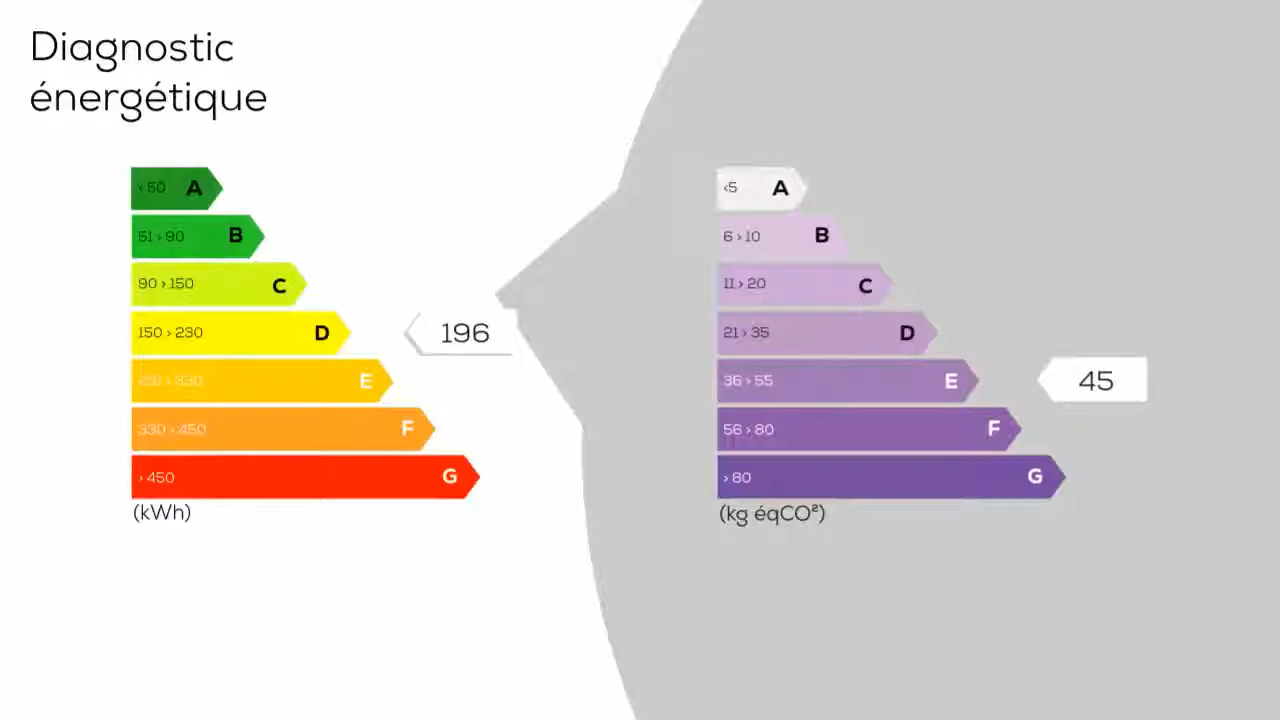 Diagnostic
énergétique
< 50 A
51 > 90 B
90 > 150 C
150 > 230 D
196
E
330 > 450 F
> 450 G
(kWh)
<5 A
6 > 10 B
11 > 20 C
21 > 35 D
36 > 55 E
45
56 > 80 F
> 80 G
(kg éqCO²)